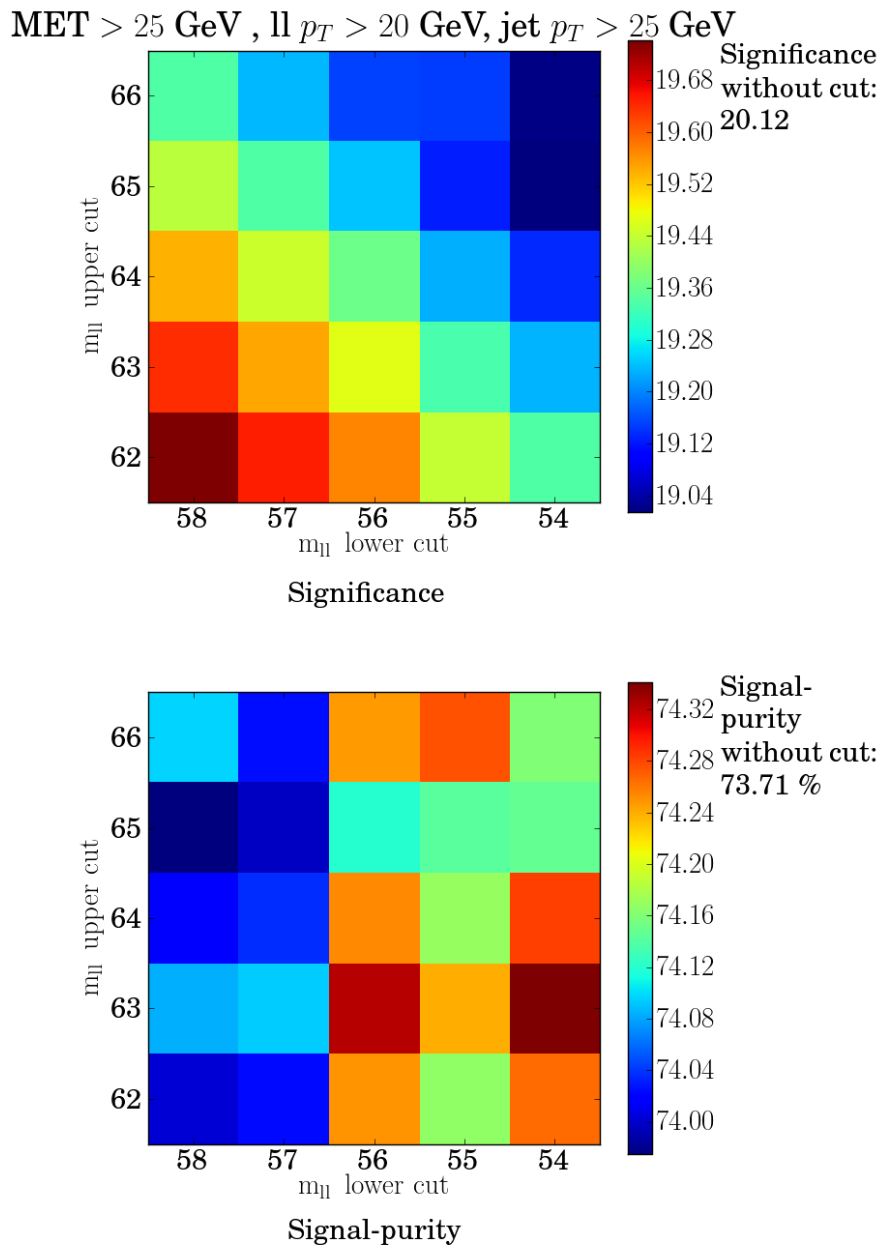 MET > 25 GeV , ll p_T > 20 GeV, jet p_T > 25 GeV
Significance
without cut:
20.12
66
65
64
63
62
m_ll upper cut
58 57 56 55 54
m_ll lower cut
19.68
19.60
19.52
19.44
19.36
19.28
19.20
19.12
19.04
Significance
Signal-
purity
without cut:
73.71 %
66
65
64
63
62
m_ll upper cut
58 57 56 55 54
m_ll lower cut
74.32
74.28
74.24
74.20
74.16
74.12
74.08
74.04
74.00
Signal-purity